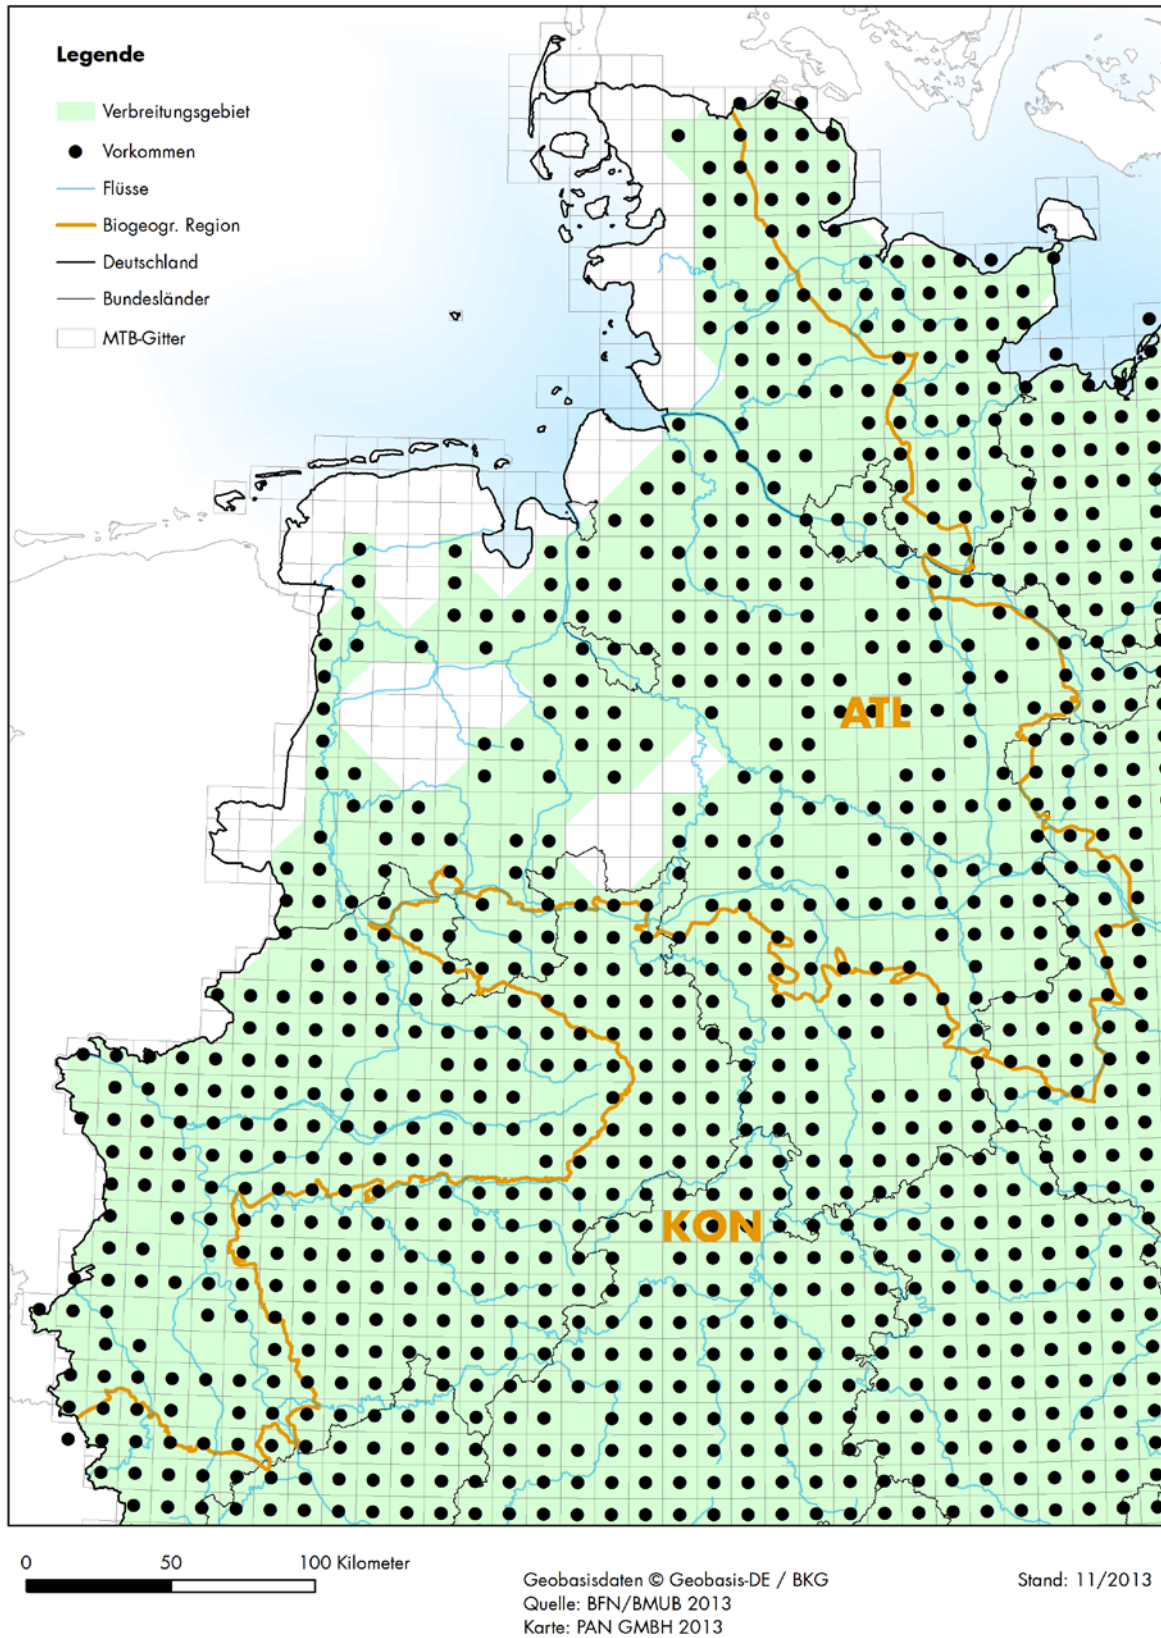 Legende
Verbreitungsgebiet
Vorkommen
Flüsse
Biogeogr. Region
Deutschland
Bundesländer
MTB-Gitter
ATL
KON
0 50 100 Kilometer
Geobasisdaten © Geobasis-DE / BKG
Quelle: BFN/BMUB 2013
Karte: PAN GMBH 2013
Stand: 11/2013